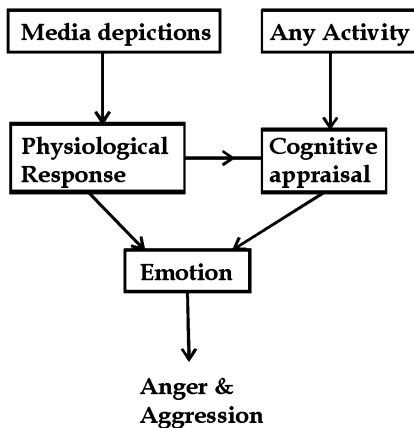 Media depictions
Any Activity
Physiological
Response
Cognitive
appraisal
Emotion
Anger &
Aggression